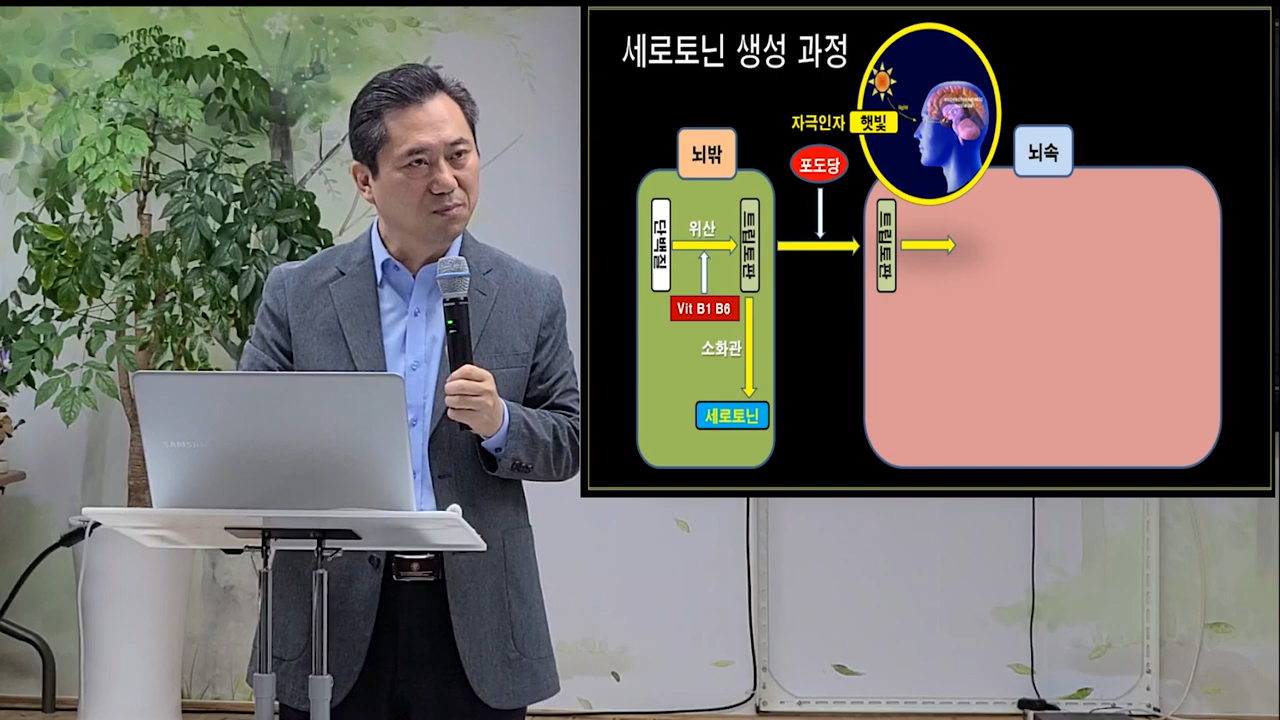 세로토닌 생성 과정
light
자극인자 햇빛
뇌밖
포도당
뇌속
단백질
위산
트립토판
트립토판
Vit B1 B6
소화관
세로토닌
SAMSUNG